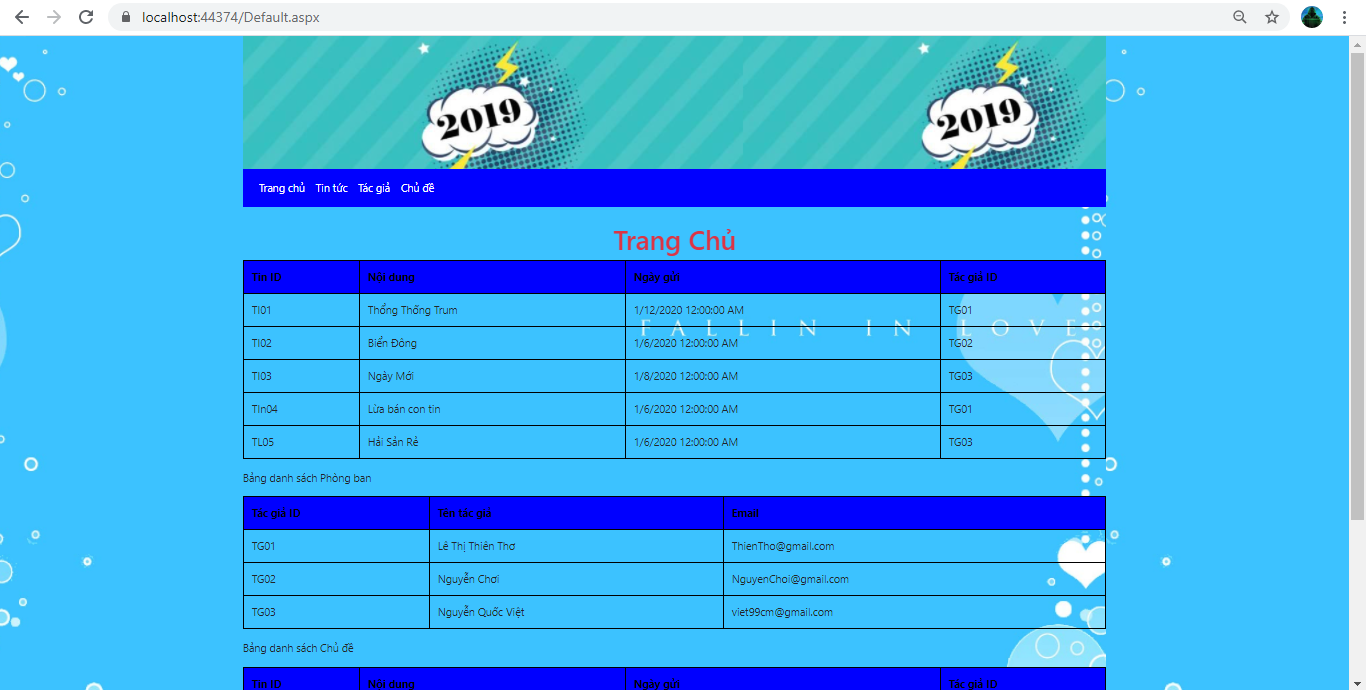 localhost:44374/Default.aspx
2019 2019
Trang chủ Tin tức Tác giả Chủ đề
Trang Chủ
Tin ID Nội dung Ngày gửi Tác giả ID
TI01 Thổng Thống Trum 1/12/2020 12:00:00 AM TG01
FALLIN IN LOVE
TI02 Biển Đông 1/6/2020 12:00:00 AM TG02
TI03 Ngày Mới 1/8/2020 12:00:00 AM TG03
TIn04 Lừa bán con tin 1/6/2020 12:00:00 AM TG01
TL05 Hải Sản Rẻ 1/6/2020 12:00:00 AM TG03
Bảng danh sách Phòng ban
Tác giả ID Tên tác giả Email
TG01 Lê Thị Thiên Thơ ThienTho@gmail.com
TG02 Nguyễn Chơi NguyenChoi@gmail.com
TG03 Nguyễn Quốc Việt viet99cm@gmail.com
Bảng danh sách Chủ đề
Tin ID Nội dung Ngày gửi Tác giả ID